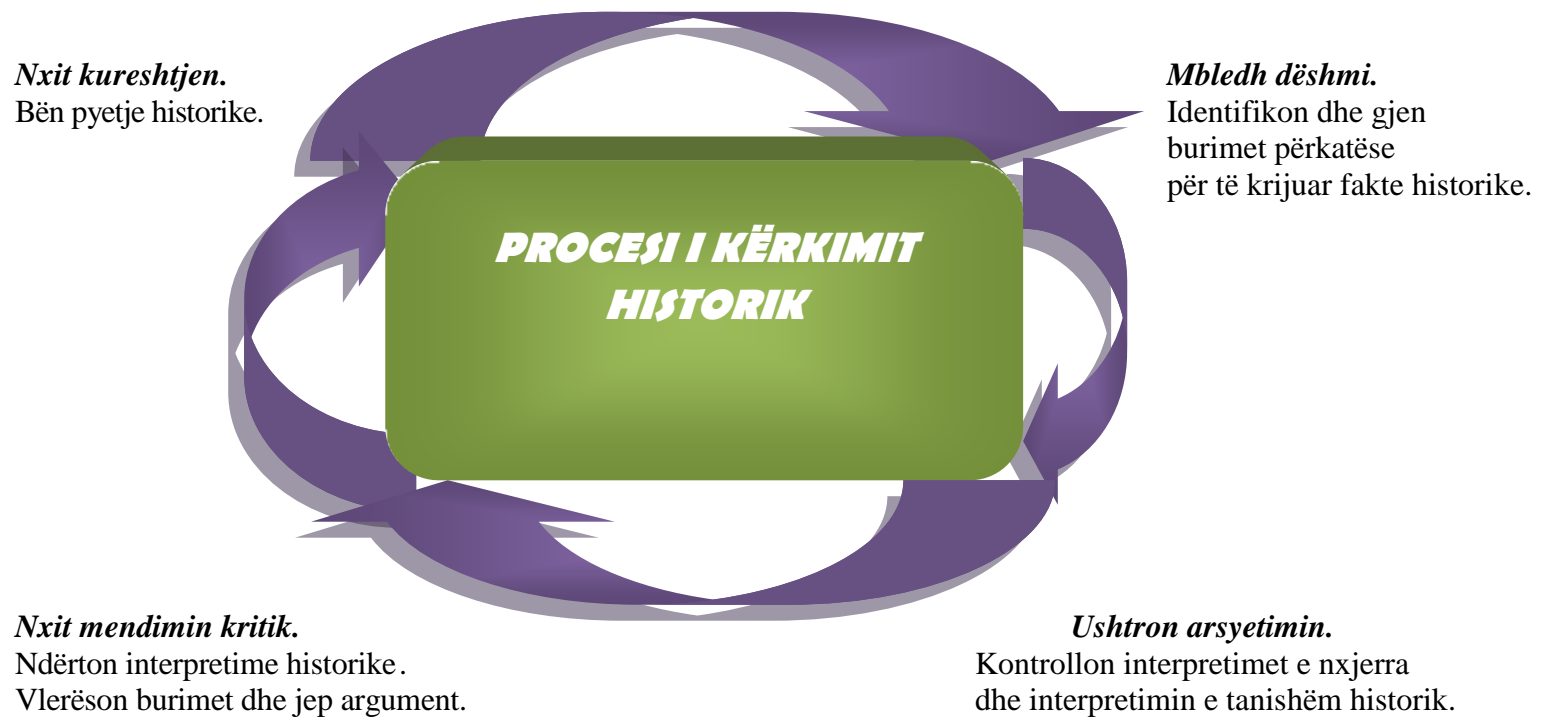 Nxit kureshtjen.
Bën pyetje historike.
Mbledh dëshmi.
Identifikon dhe gjen
burimet përkatëse
për të krijuar fakte historike.
PROCESI I KËRKIMIT
HISTORIK
Nxit mendimin kritik.
Ndërton interpretime historike.
Vlerëson burimet dhe jep argument.
Ushtron arsyetimin.
Kontrollon interpretimet e nxjerra
dhe interpretimin e tanishëm historik.